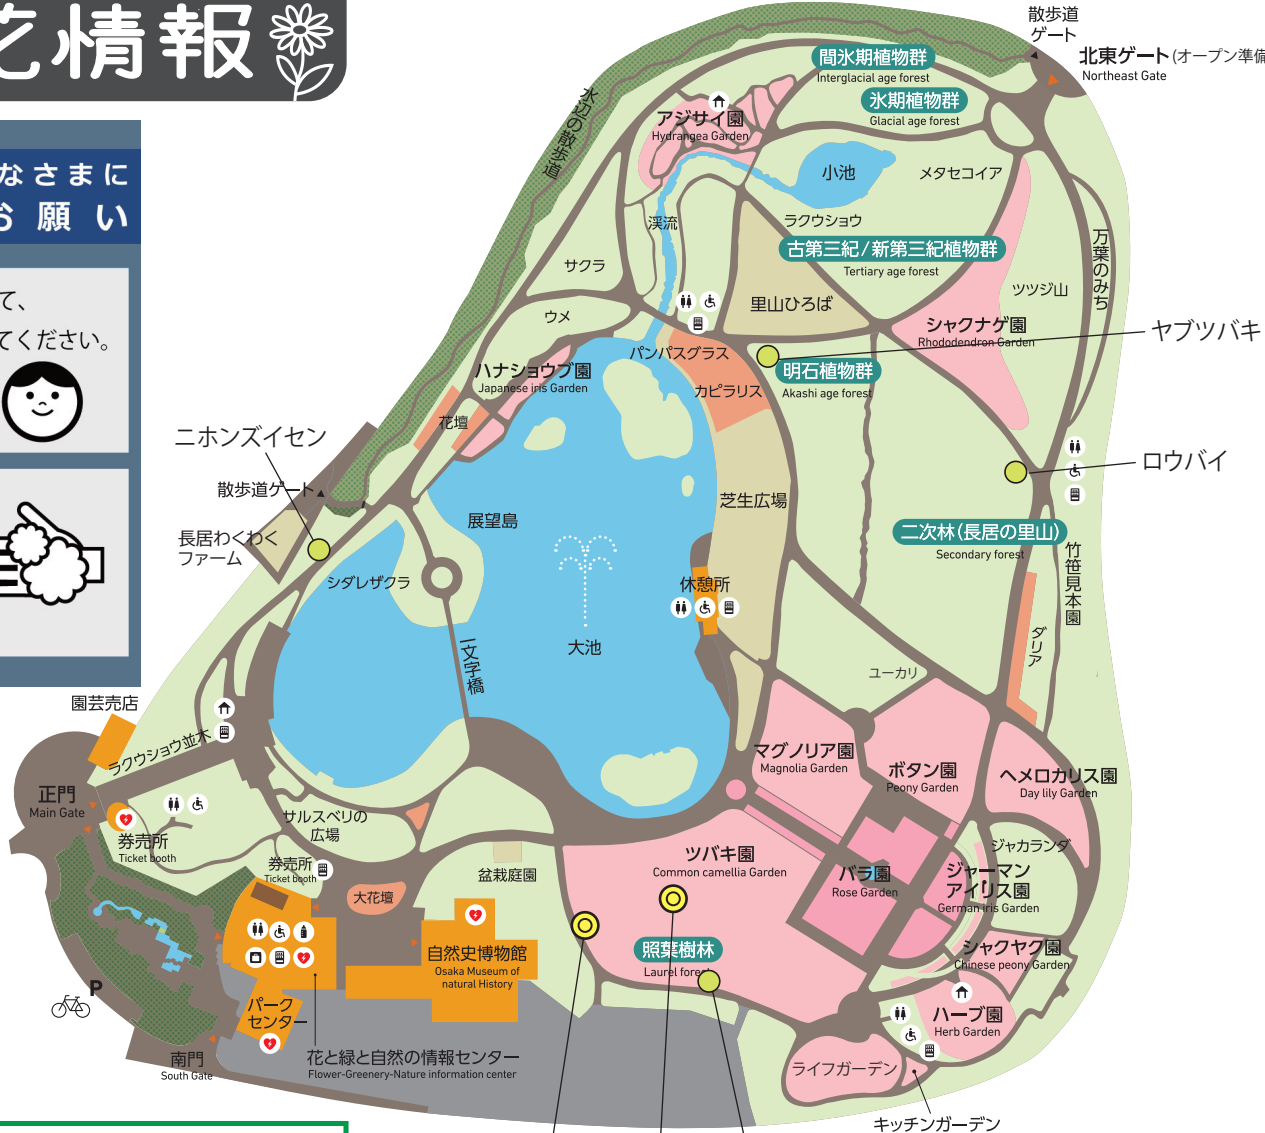 花情報
なさまに
お願い
て、
てください。
散歩道
ゲート
北東ゲート(オープン準備
Northeast Gate
間氷期植物群
Interglacial age forest
氷期植物群
Glacial age forest
水辺の散歩道
アジサイ園
Hydrangea Garden
小池
メタセコイア
渓流
ラクウショウ
古第三紀/新第三紀植物群
Tertiary age forest
万葉のみち
サクラ
ツツジ山
里山ひろば
ウメ
シャクナゲ園
Rhododendron Garden
ヤブツバキ
パンパスグラス
ハナショウブ園
Japanese iris Garden
明石植物群
Akashi age forest
カピラリス
花壇
ニホンズイセン
ロウバイ
散歩道ゲート
芝生広場
展望島
長居わくわく
ファーム
二次林(長居の里山)
Secondary forest
シダレザクラ
休憩所
竹笹見本園
大池
一文字橋
ダリア
ユーカリ
園芸売店
ラクウショウ並木
マグノリア園
Magnolia Garden
ボタン園
Peony Garden
ヘメロカリス園
Day lily Garden
正門
Main Gate
券売所
Ticket booth
サルスベリの
広場
ジャカランダ
ツバキ園
Common camellia Garden
券売所
Ticket booth
盆栽庭園
バラ園
Rose Garden
ジャーマン
アイリス園
German iris Garden
大花壇
自然史博物館
Osaka Museum of
natural History
照葉樹林
Laurel forest
シャクヤク園
Chinese peony Garden
P
パーク
センター
ハーブ園
Herb Garden
南門
South Gate
花と緑と自然の情報センター
Flower-Greenery-Nature information center
ライフガーデン
キッチンガーデン